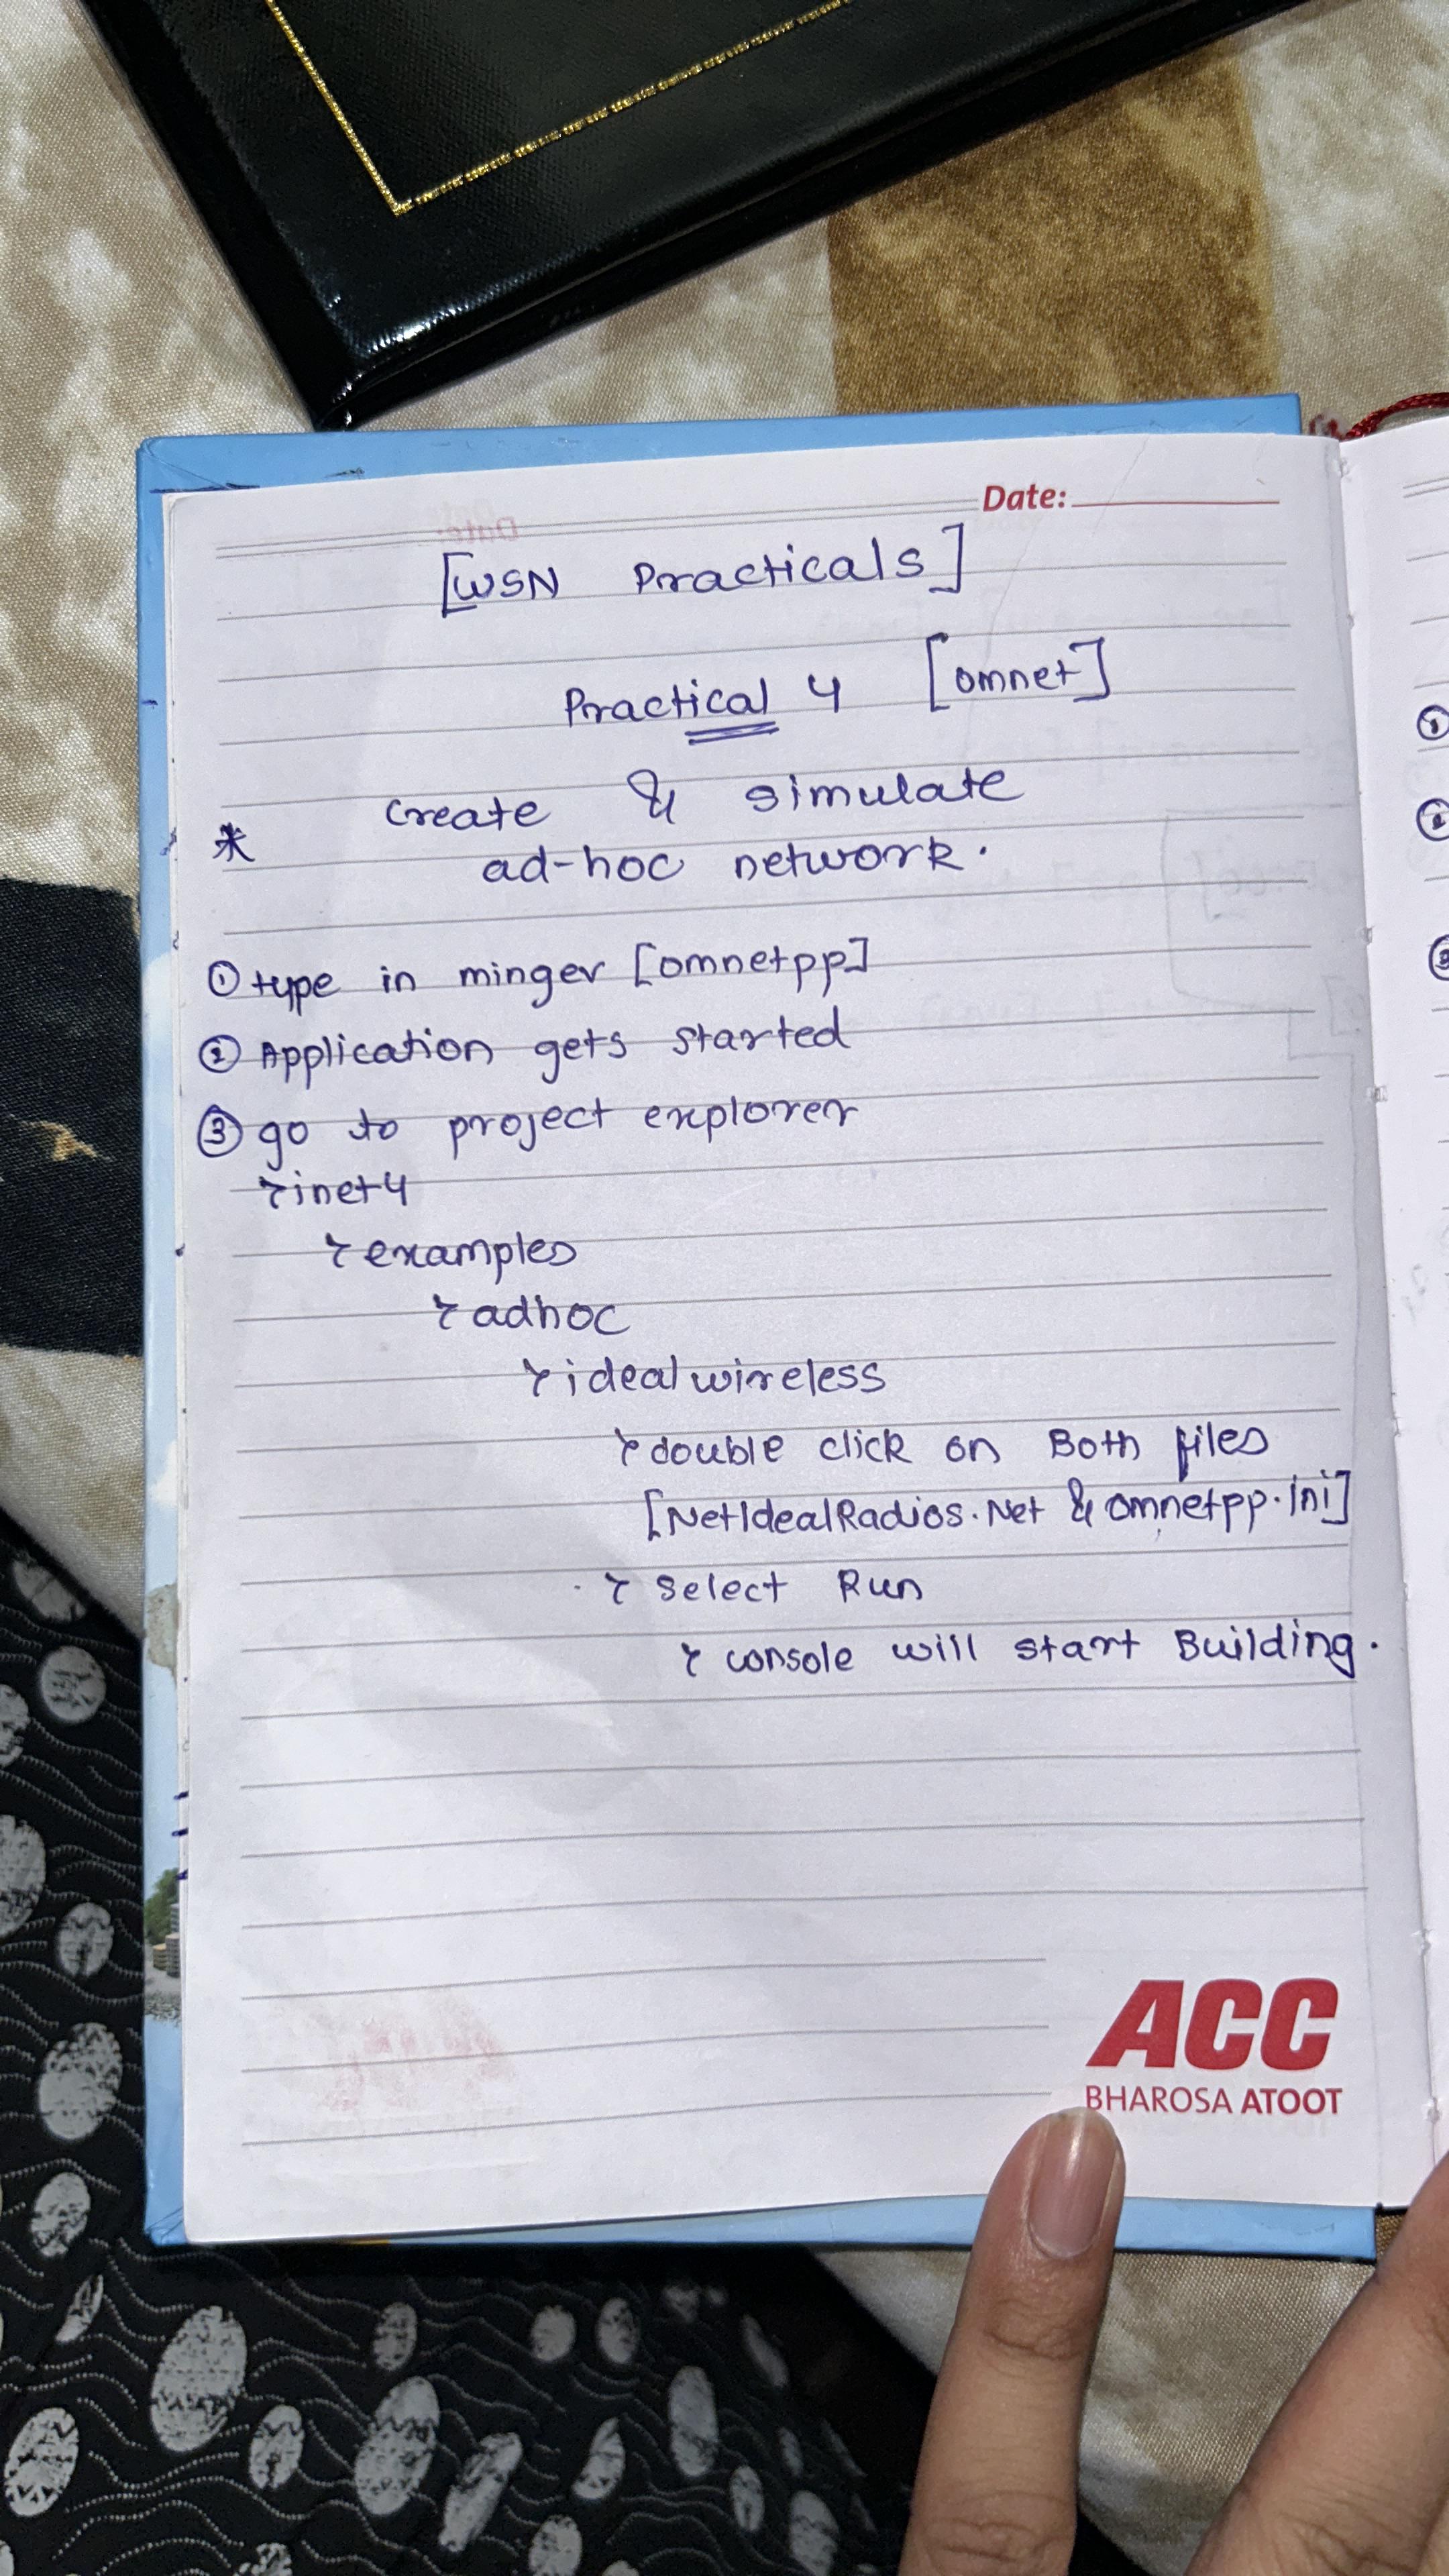 Date:
[WSN Practicals]
Practical 4 [omnet]
* create & simulate
ad-hoc network.
① type in minger [omnetpp]
② Application gets started
③ go to project explorer
> inet4
> examples
> adhoc
> idealwireless
> double click on Both files
[NetIdealRadios.Net & omnetpp.ini]
> select Run
> console will start Building.
ACC
BHAROSA ATOOT